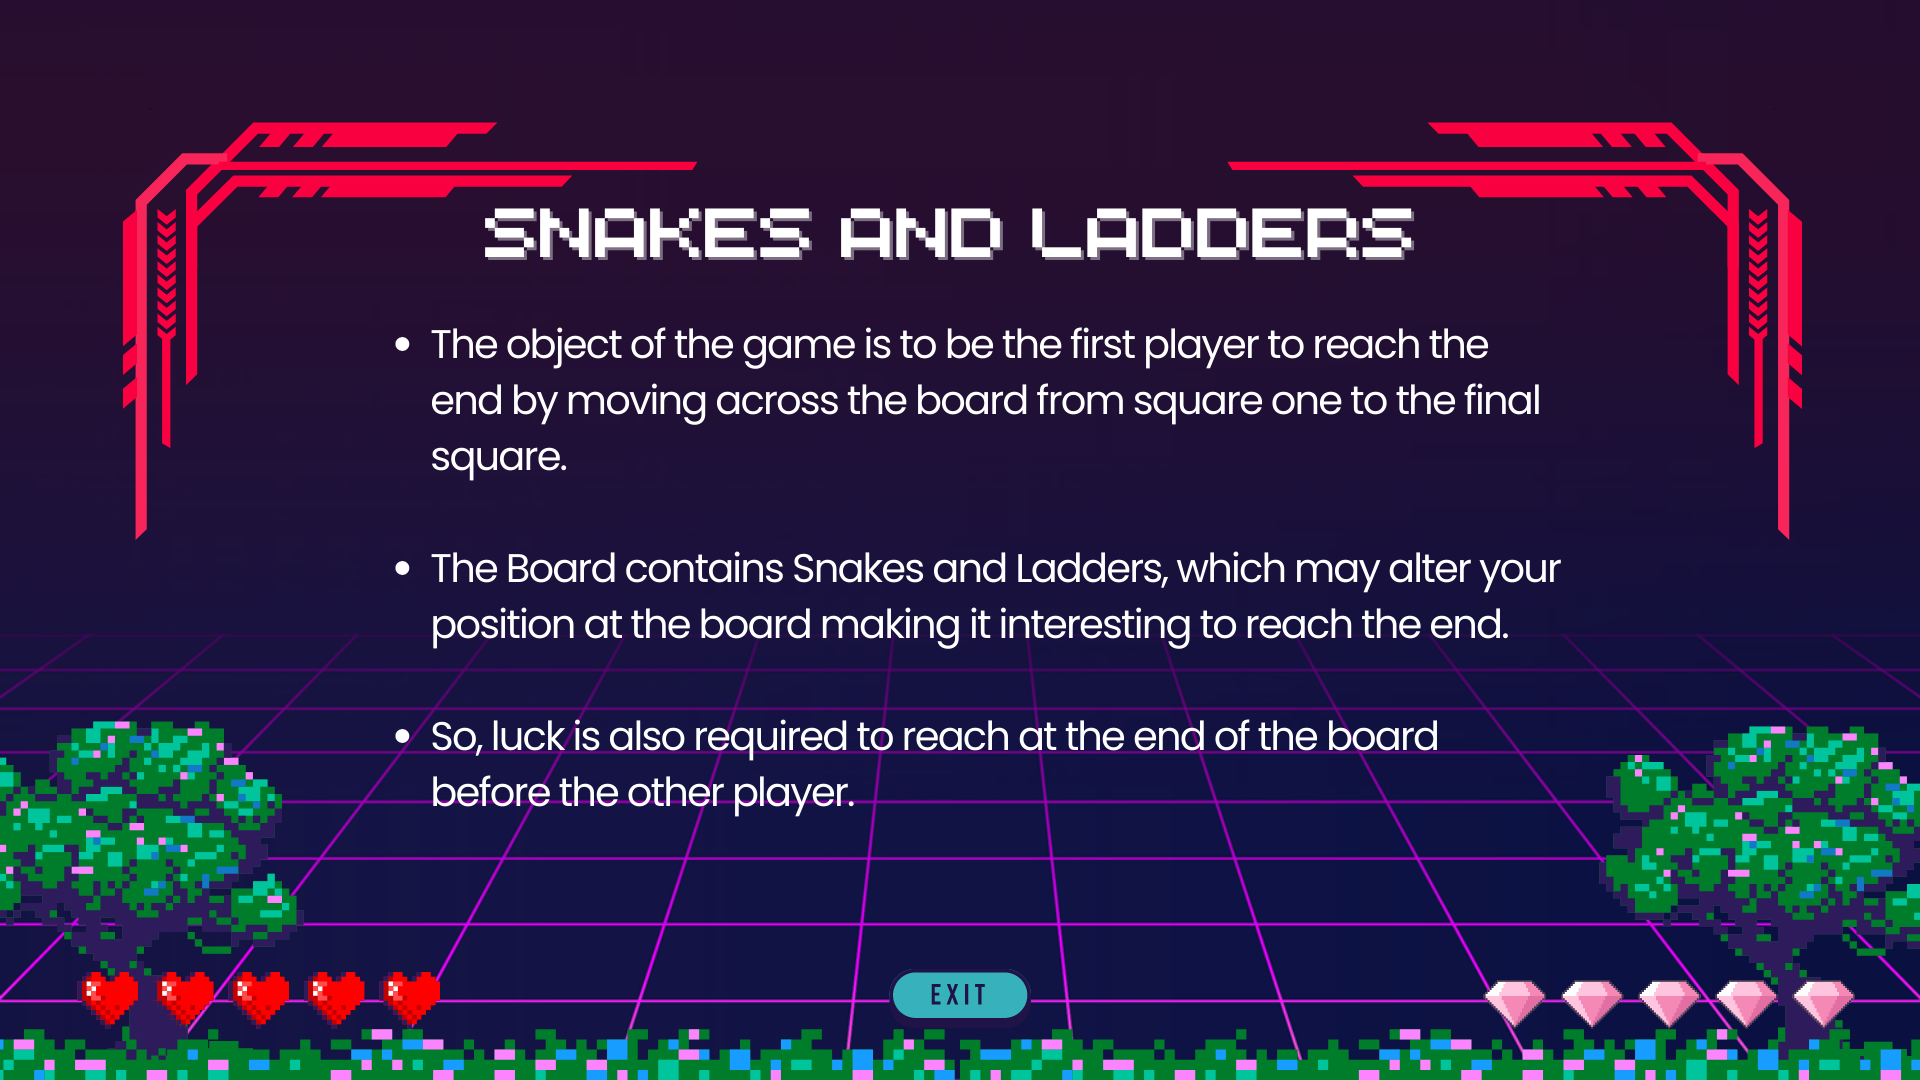 SNAKES AND LADDERS
• The object of the game is to be the first player to reach the
end by moving across the board from square one to the final
square.
• The Board contains Snakes and Ladders, which may alter your
position at the board making it interesting to reach the end.
• So, luck is also required to reach at the end of the board
before the other player.
EXIT